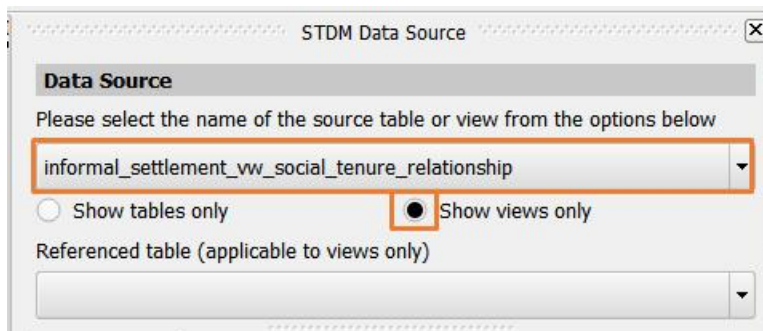 STDM Data Source
Data Source
Please select the name of the source table or view from the options below
informal_settlement_vw_social_tenure_relationship
Show tables only Show views only
Referenced table (applicable to views only)